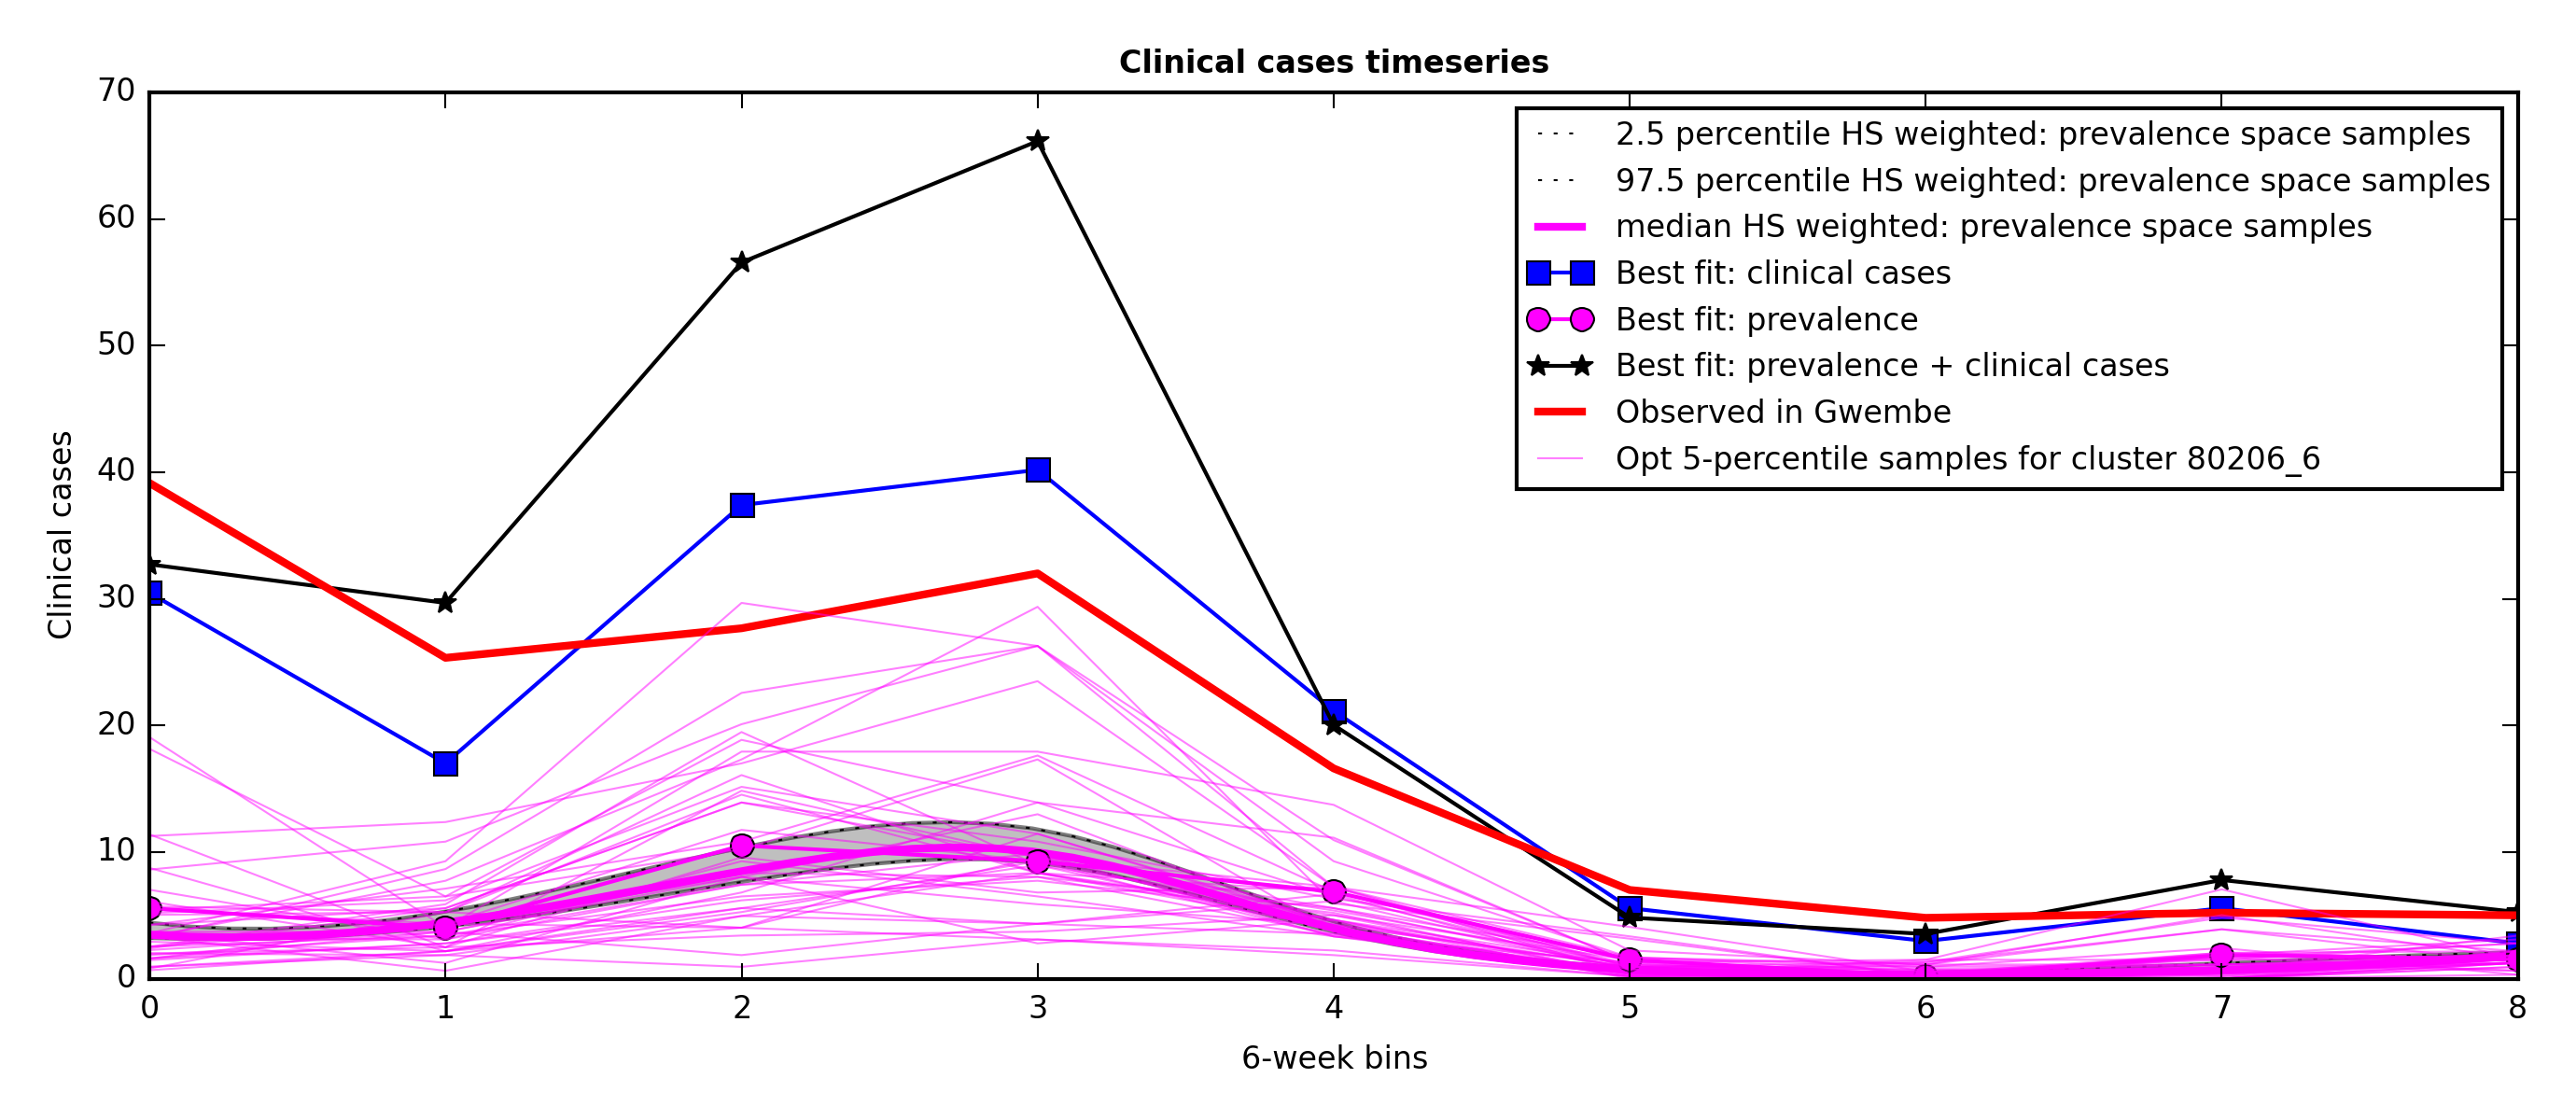 Clinical cases timeseries
70
60
50
40
30
20
10
0
Clinical cases
2.5 percentile HS weighted: prevalence space samples
97.5 percentile HS weighted: prevalence space samples
median HS weighted: prevalence space samples
Best fit: clinical cases
Best fit: prevalence
Best fit: prevalence + clinical cases
Observed in Gwembe
Opt 5-percentile samples for cluster 80206_6
0 1 2 3 4 5 6 7 8
6-week bins